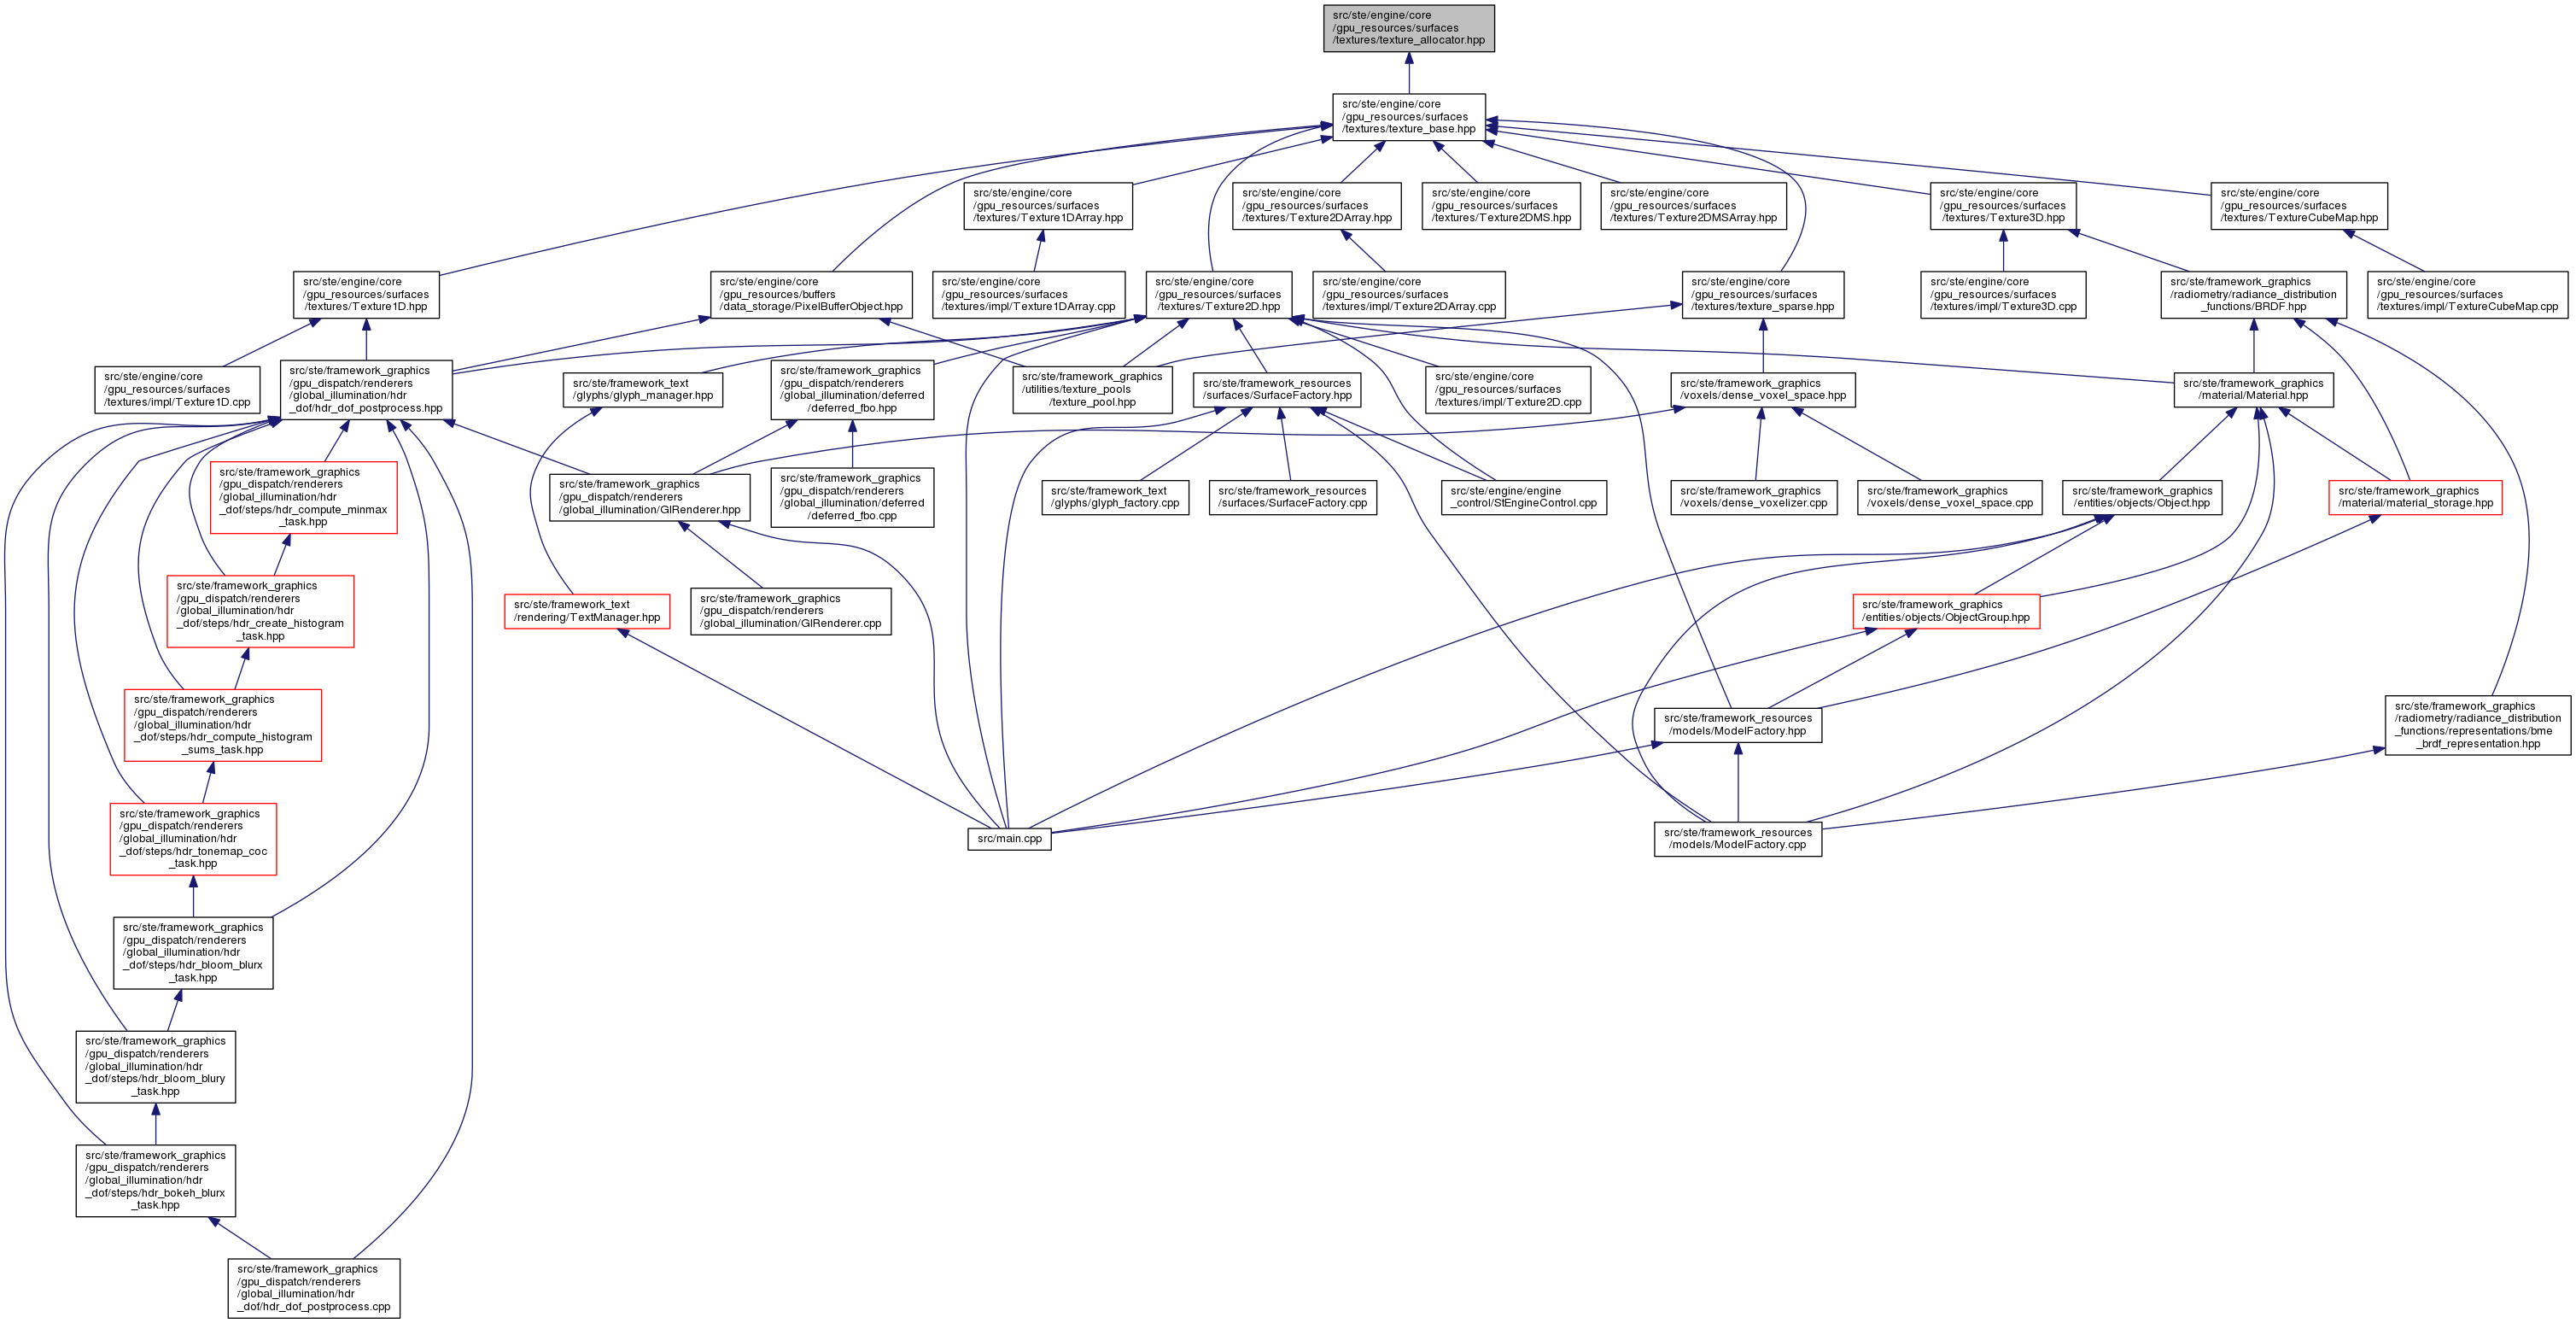 src/ste/engine/core
/gpu_resources/surfaces
/textures/texture_allocator.hpp
src/ste/engine/core
/gpu_resources/surfaces
/textures/texture_base.hpp
src/ste/engine/core
/gpu_resources/surfaces
/textures/Texture1DArray.hpp
src/ste/engine/core
/gpu_resources/surfaces
/textures/Texture2DArray.hpp
src/ste/engine/core
/gpu_resources/surfaces
/textures/Texture2DMS.hpp
src/ste/engine/core
/gpu_resources/surfaces
/textures/Texture2DMSArray.hpp
src/ste/engine/core
/gpu_resources/surfaces
/textures/Texture3D.hpp
src/ste/engine/core
/gpu_resources/surfaces
/textures/TextureCubeMap.hpp
src/ste/engine/core
/gpu_resources/surfaces
/textures/Texture1D.hpp
src/ste/engine/core
/gpu_resources/buffers
/data_storage/PixelBufferObject.hpp
src/ste/engine/core
/gpu_resources/surfaces
/textures/impl/Texture1DArray.cpp
src/ste/engine/core
/gpu_resources/surfaces
/textures/Texture2D.hpp
src/ste/engine/core
/gpu_resources/surfaces
/textures/impl/Texture2DArray.cpp
src/ste/engine/core
/gpu_resources/surfaces
/textures/texture_sparse.hpp
src/ste/engine/core
/gpu_resources/surfaces
/textures/impl/Texture3D.cpp
src/ste/framework_graphics
/radiometry/radiance_distribution
_functions/BRDF.hpp
src/ste/engine/core
/gpu_resources/surfaces
/textures/impl/TextureCubeMap.cpp
src/ste/engine/core
/gpu_resources/surfaces
/textures/impl/Texture1D.cpp
src/ste/framework_graphics
/gpu_dispatch/renderers
/global_illumination/hdr
_dof/hdr_dof_postprocess.hpp
src/ste/framework_text
/glyphs/glyph_manager.hpp
src/ste/framework_graphics
/gpu_dispatch/renderers
/global_illumination/deferred
/deferred_fbo.hpp
src/ste/framework_graphics
/utilities/texture_pools
/texture_pool.hpp
src/ste/framework_resources
/surfaces/SurfaceFactory.hpp
src/ste/engine/core
/gpu_resources/surfaces
/textures/impl/Texture2D.cpp
src/ste/framework_graphics
/voxels/dense_voxel_space.hpp
src/ste/framework_graphics
/material/Material.hpp
src/ste/framework_graphics
/gpu_dispatch/renderers
/global_illumination/hdr
_dof/steps/hdr_compute_minmax
_task.hpp
src/ste/framework_graphics
/gpu_dispatch/renderers
/global_illumination/GIRenderer.hpp
src/ste/framework_graphics
/gpu_dispatch/renderers
/global_illumination/deferred
/deferred_fbo.cpp
src/ste/framework_text
/glyphs/glyph_factory.cpp
src/ste/framework_resources
/surfaces/SurfaceFactory.cpp
src/ste/engine/engine
_control/StEngineControl.cpp
src/ste/framework_graphics
/voxels/dense_voxelizer.cpp
src/ste/framework_graphics
/voxels/dense_voxel_space.cpp
src/ste/framework_graphics
/entities/objects/Object.hpp
src/ste/framework_graphics
/material/material_storage.hpp
src/ste/framework_graphics
/gpu_dispatch/renderers
/global_illumination/hdr
_dof/steps/hdr_create_histogram
_task.hpp
src/ste/framework_text
/rendering/TextManager.hpp
src/ste/framework_graphics
/gpu_dispatch/renderers
/global_illumination/GIRenderer.cpp
src/ste/framework_graphics
/entities/objects/ObjectGroup.hpp
src/ste/framework_graphics
/gpu_dispatch/renderers
/global_illumination/hdr
_dof/steps/hdr_compute_histogram
_sums_task.hpp
src/ste/framework_resources
/models/ModelFactory.hpp
src/ste/framework_graphics
/radiometry/radiance_distribution
_functions/representations/bme
_brdf_representation.hpp
src/ste/framework_graphics
/gpu_dispatch/renderers
/global_illumination/hdr
_dof/steps/hdr_tonemap_coc
_task.hpp
src/main.cpp
src/ste/framework_resources
/models/ModelFactory.cpp
src/ste/framework_graphics
/gpu_dispatch/renderers
/global_illumination/hdr
_dof/steps/hdr_bloom_blurx
_task.hpp
src/ste/framework_graphics
/gpu_dispatch/renderers
/global_illumination/hdr
_dof/steps/hdr_bloom_blury
_task.hpp
src/ste/framework_graphics
/gpu_dispatch/renderers
/global_illumination/hdr
_dof/steps/hdr_bokeh_blurx
_task.hpp
src/ste/framework_graphics
/gpu_dispatch/renderers
/global_illumination/hdr
_dof/hdr_dof_postprocess.cpp